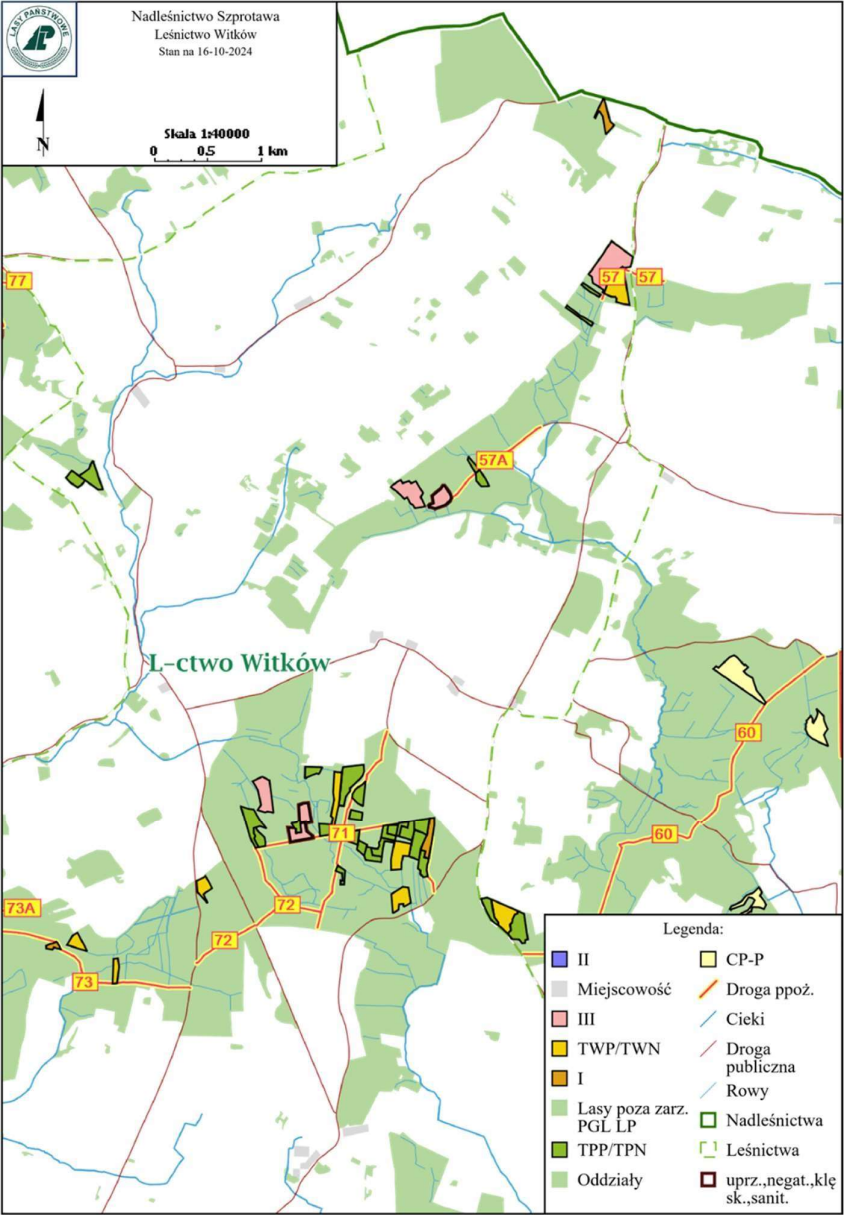 LASY PAŃSTWOWE
Nadleśnictwo Szprotawa
Leśnictwo Witków
Stan na 16-10-2024
N
Skala 1:40000
0 0.5 1 km
77
57 57
57A
L-ctwo Witków
60
71
60
73A
72
72
73
Legenda:
II
Miejscowość
III
TWP/TWN
I
Lasy poza zarz.
PGL LP
TPP/TPN
Oddziały
CP-P
Droga ppoż.
Cieki
Droga
publiczna
Rowy
Nadleśnictwa
Leśnictwa
uprz.,negat.,klę
sk.,sanit.